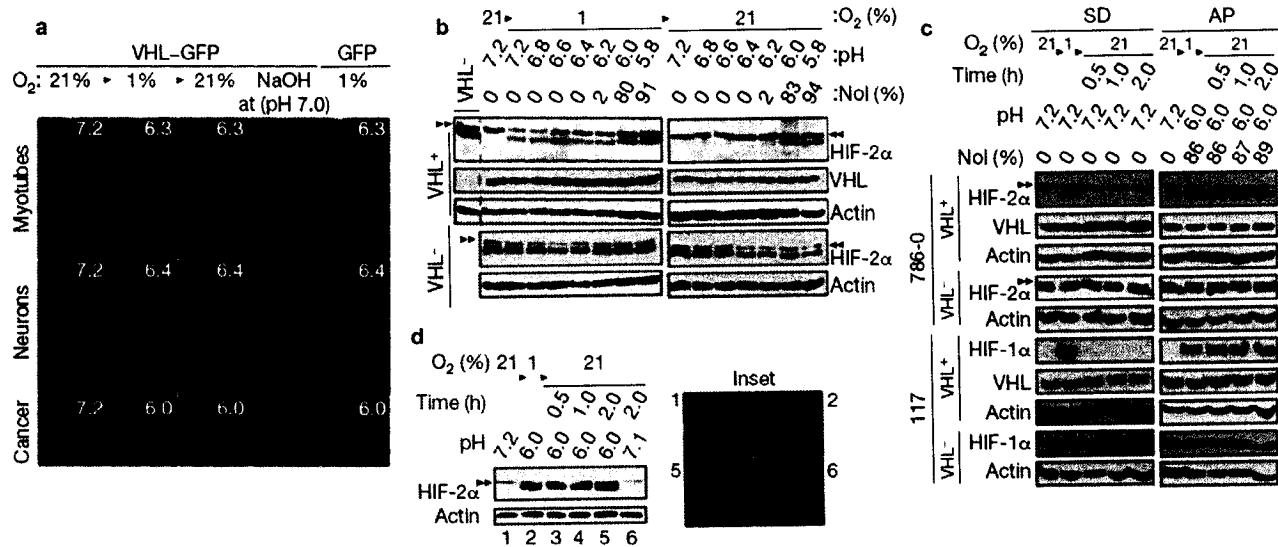 a
VHL–GFP GFP
O2: 21% 1% 21% NaOH 1%
at (pH 7.0)
Myotubes
7.2 6.3 6.3 6.3
Neurons
7.2 6.4 6.4 6.4
Cancer
7.2 6.0 6.0 6.0
b
21 1 21 :O2 (%)
7.2 7.2 6.8 6.6 6.4 6.2 6.0 5.8 7.2 6.8 6.6 6.4 6.2 6.0 5.8 :pH
VHL- 0 0 0 0 0 2 80 91 0 0 0 0 2 83 94 :Nol (%)
VHL+
HIF-2α
VHL
Actin
VHL-
HIF-2α
Actin
c
SD AP
O2 (%) 21 1 21 21 1 21
Time (h) 0.5 1.0 2.0 0.5 1.0 2.0
pH 7.2 7.2 7.2 7.2 7.2 7.2 6.0 6.0 6.0 6.0
Nol (%) 0 0 0 0 0 0 86 86 87 89
786-0
VHL+
HIF-2α
VHL
Actin
VHL-
HIF-2α
Actin
117
VHL+
HIF-1α
VHL
Actin
VHL-
HIF-1α
Actin
d
O2 (%) 21 1 21
Time (h) 0.5 1.0 2.0 2.0
pH 7.2 6.0 6.0 6.0 6.0 7.1
HIF-2α
Actin
1 2 3 4 5 6
Inset
1 2
5 6